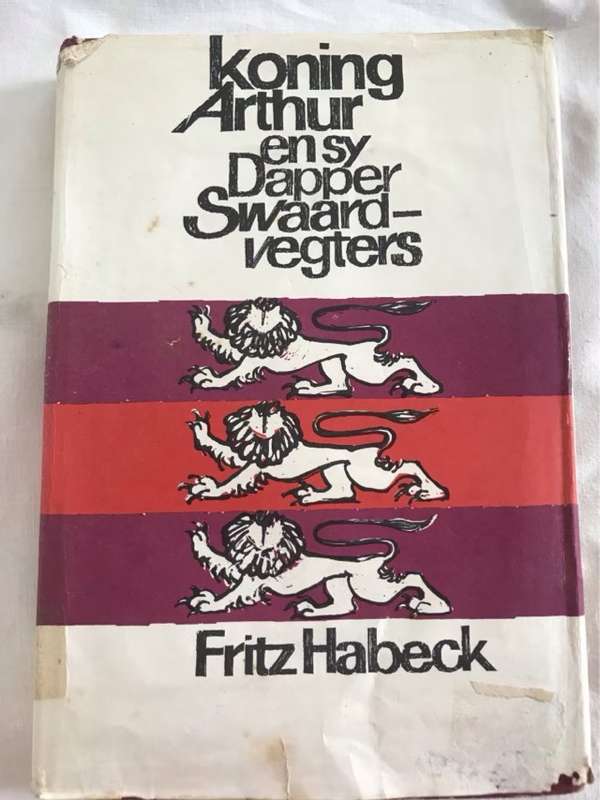 koning
Arthur
en sy
Dapper
Swaard-
vegters
Fritz Habeck